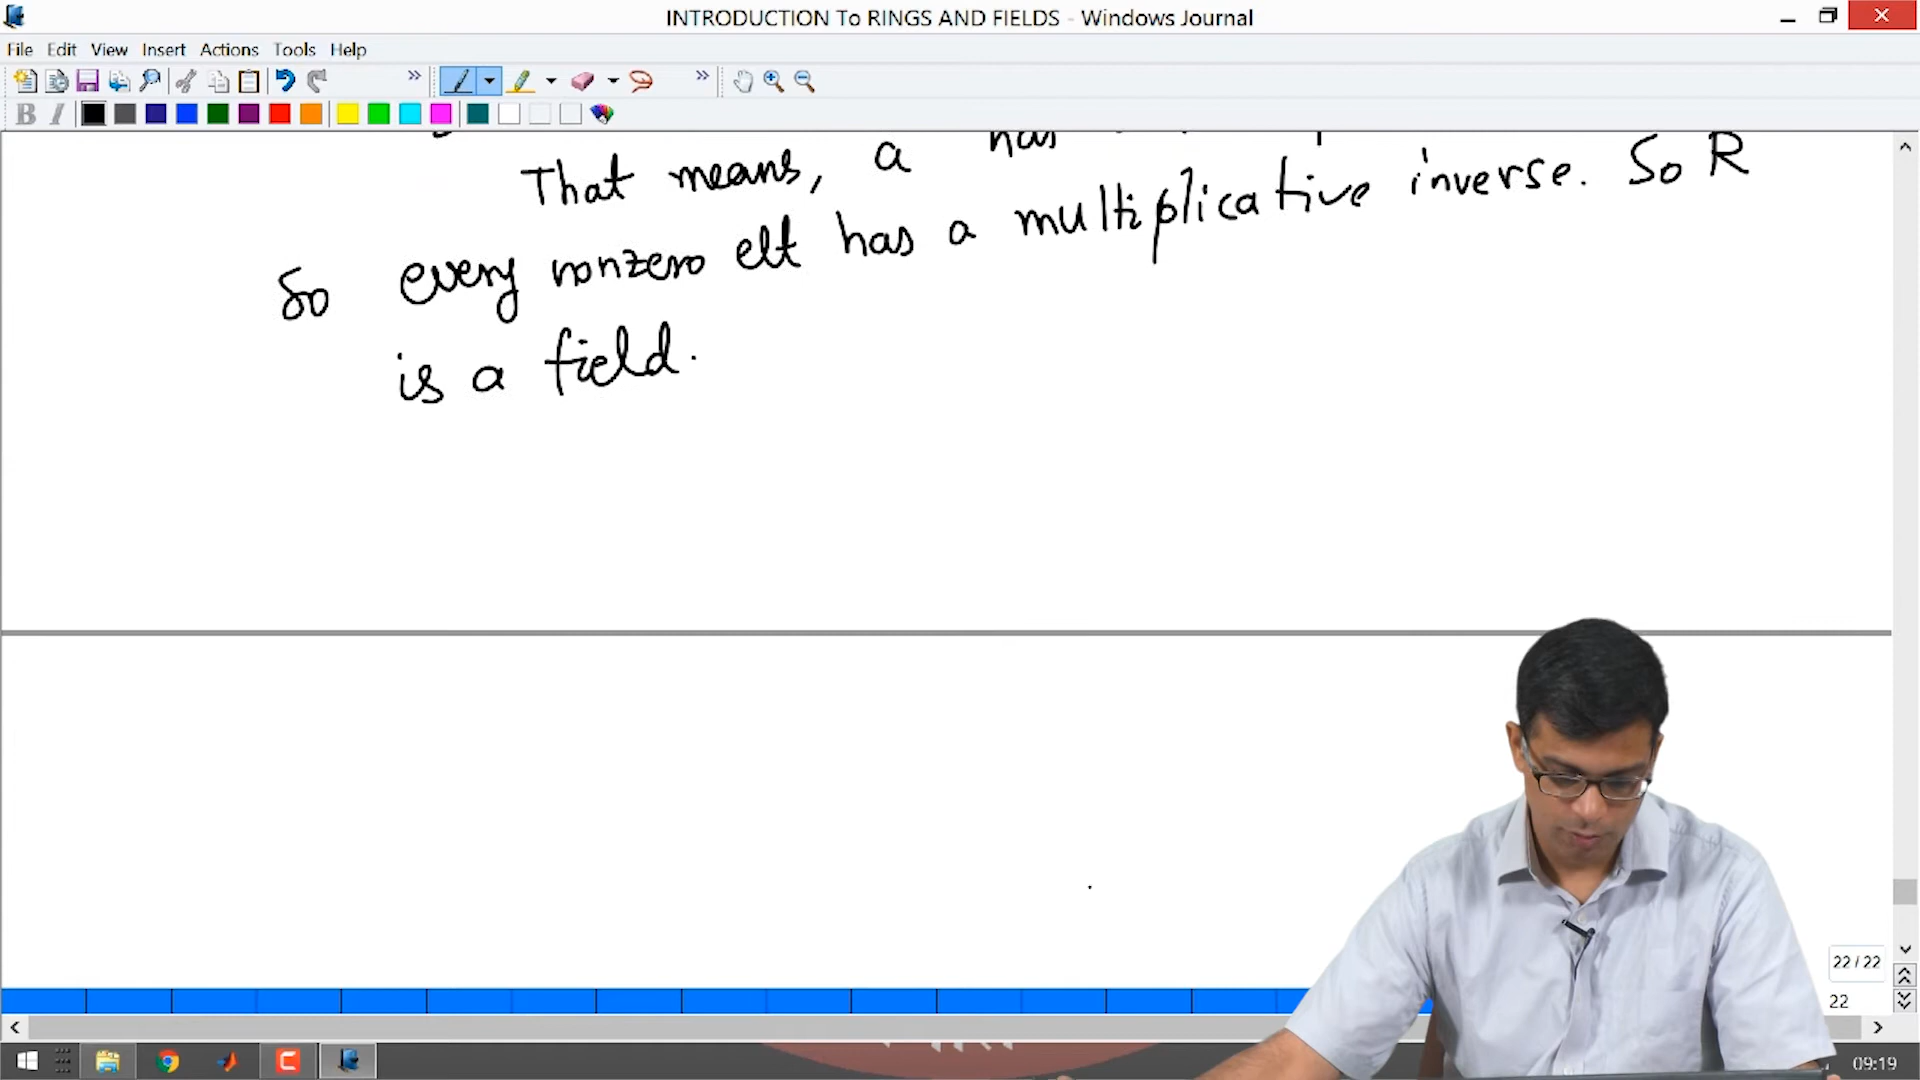 INTRODUCTION To RINGS AND FIELDS - Windows Journal
File Edit View Insert Actions Tools Help
B I
That means, a has
So every nonzero elt has a multiplicative inverse. So R
is a field.
22 / 22
22
09:19